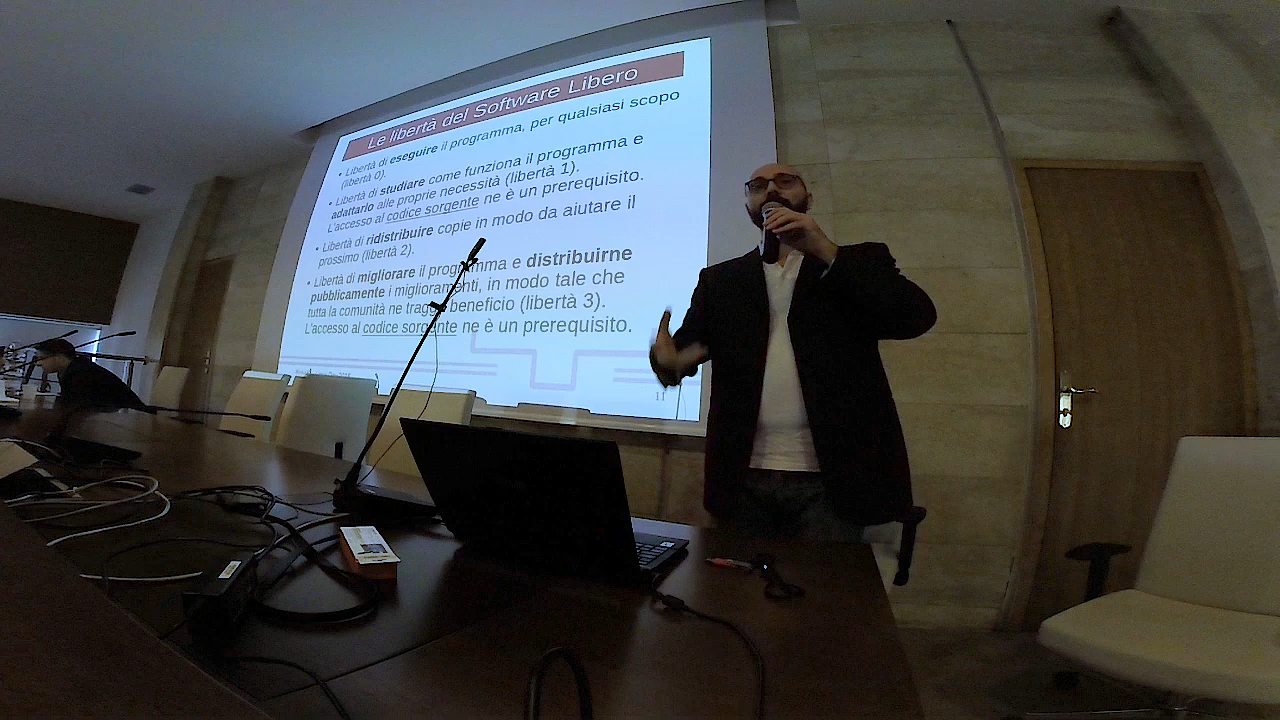 Le libertà del Software Libero
• Libertà di eseguire il programma, per qualsiasi scopo
(libertà 0).
• Libertà di studiare come funziona il programma e
adattarlo alle proprie necessità (libertà 1).
L'accesso al codice sorgente ne è un prerequisito.
• Libertà di ridistribuire copie in modo da aiutare il
prossimo (libertà 2).
• Libertà di migliorare il programma e distribuirne
pubblicamente i miglioramenti, in modo tale che
tutta la comunità ne tragga beneficio (libertà 3).
L'accesso al codice sorgente ne è un prerequisito.
11